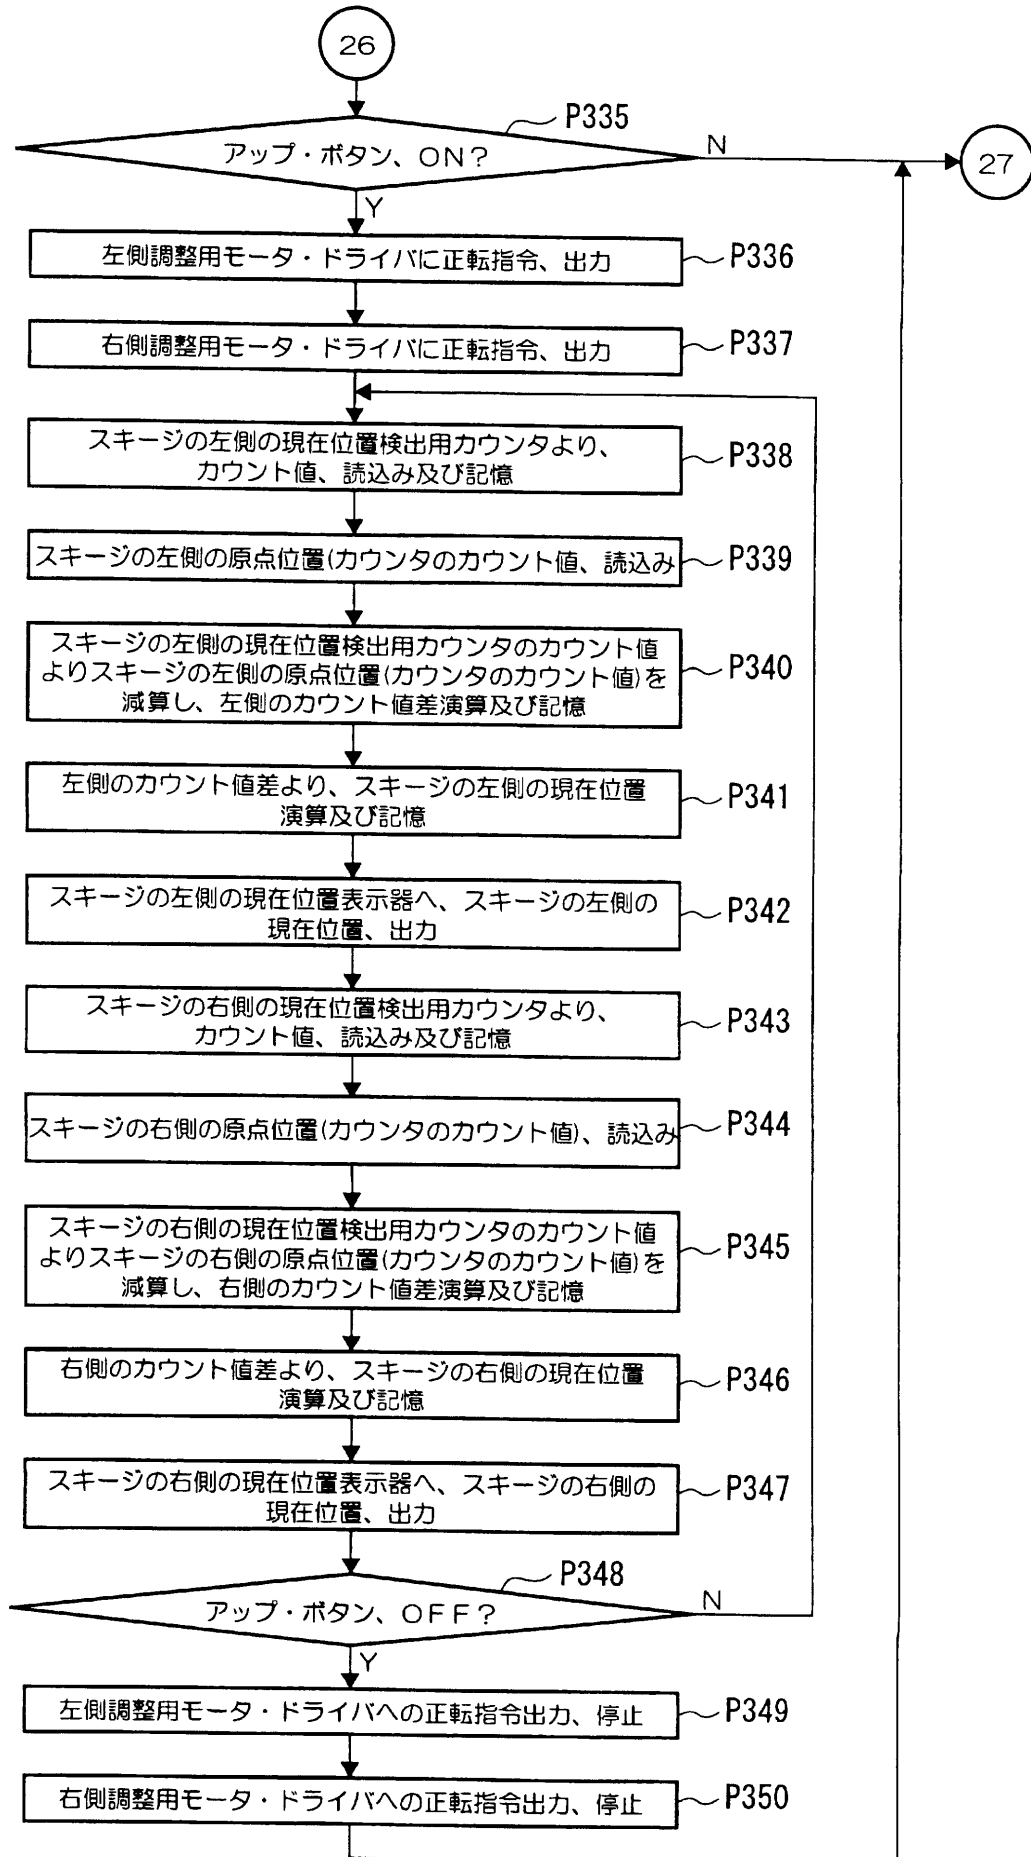 26
P335
アップ・ボタン、ON?
N
27
Y
左側調整用モータ・ドライバに正転指令、出力
P336
右側調整用モータ・ドライバに正転指令、出力
P337
スキージの左側の現在位置検出用カウンタより、
カウント値、読込み及び記憶
P338
スキージの左側の原点位置(カウンタのカウント値、読込み
P339
スキージの左側の現在位置検出用カウンタのカウント値
よりスキージの左側の原点位置(カウンタのカウント値)を
減算し、左側のカウント値差演算及び記憶
P340
左側のカウント値差より、スキージの左側の現在位置
演算及び記憶
P341
スキージの左側の現在位置表示器へ、スキージの左側の
現在位置、出力
P342
スキージの右側の現在位置検出用カウンタより、
カウント値、読込み及び記憶
P343
スキージの右側の原点位置(カウンタのカウント値)、読込み
P344
スキージの右側の現在位置検出用カウンタのカウント値
よりスキージの右側の原点位置(カウンタのカウント値)を
減算し、右側のカウント値差演算及び記憶
P345
右側のカウント値差より、スキージの右側の現在位置
演算及び記憶
P346
スキージの右側の現在位置表示器へ、スキージの右側の
現在位置、出力
P347
P348
アップ・ボタン、OFF?
N
Y
左側調整用モータ・ドライバへの正転指令出力、停止
P349
右側調整用モータ・ドライバへの正転指令出力、停止
P350